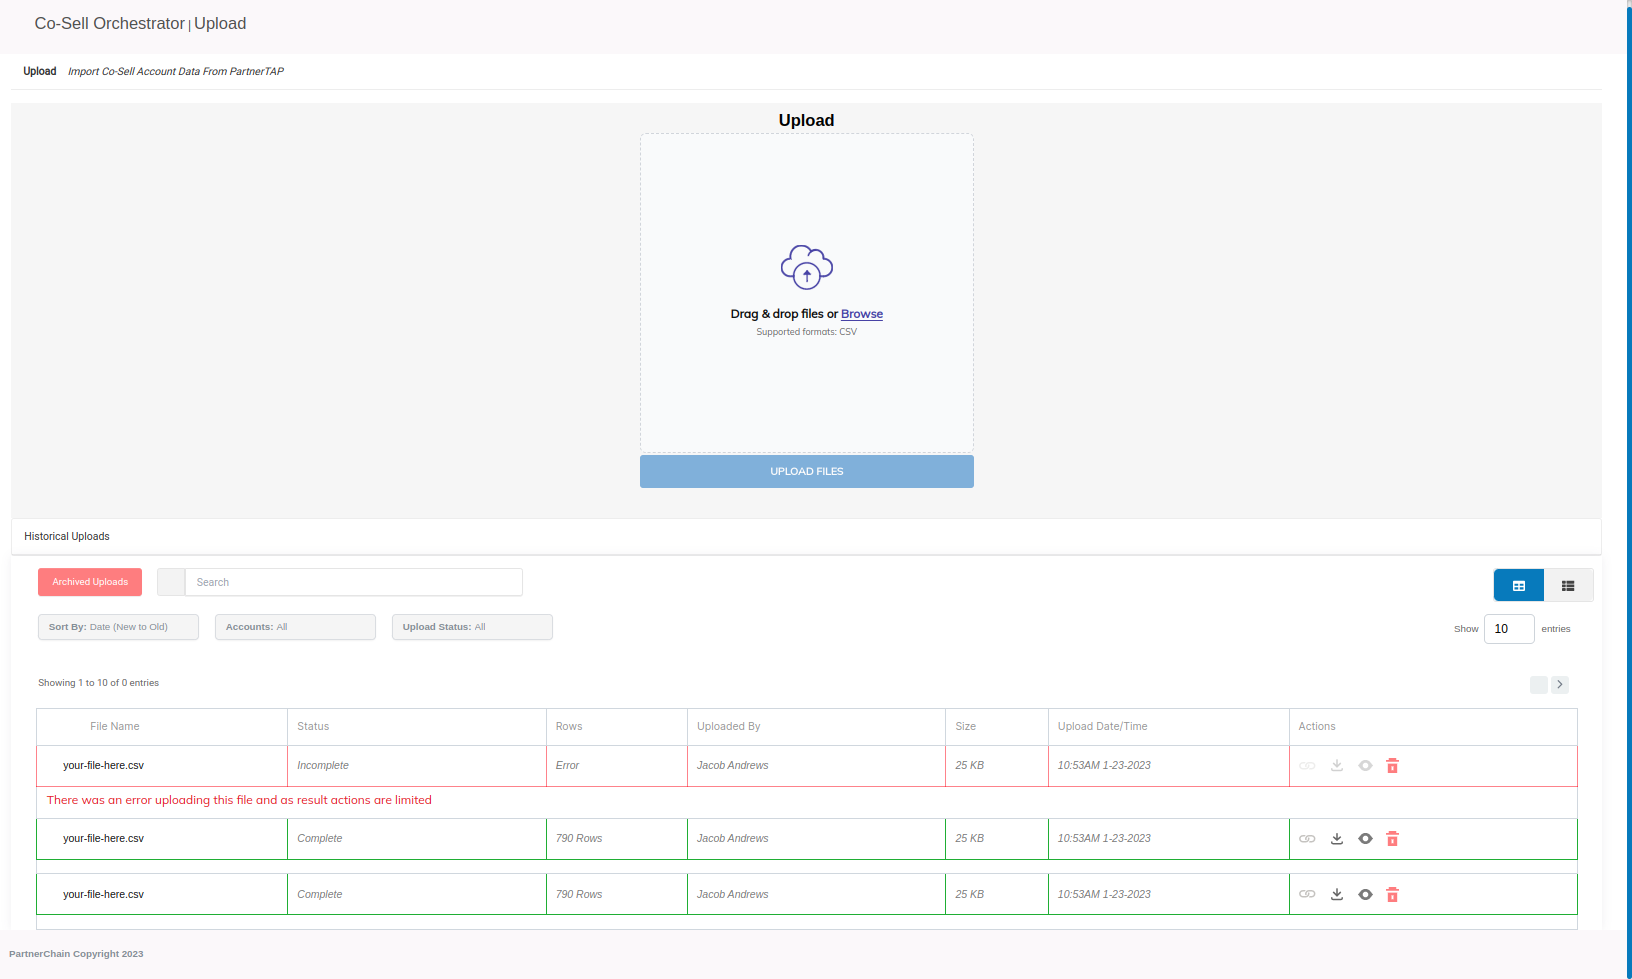 Co-Sell Orchestrator | Upload
Upload Import Co-Sell Account Data From PartnerTAP
Upload
Drag & drop files or Browse
Supported formats: CSV
UPLOAD FILES
Historical Uploads
Archived Uploads Search
Sort By: Date (New to Old) Accounts: All Upload Status: All Show 10 entries
Showing 1 to 10 of 0 entries
File Name Status Rows Uploaded By Size Upload Date/Time Actions
your-file-here.csv Incomplete Error Jacob Andrews 25 KB 10:53AM 1-23-2023
There was an error uploading this file and as result actions are limited
your-file-here.csv Complete 790 Rows Jacob Andrews 25 KB 10:53AM 1-23-2023
your-file-here.csv Complete 790 Rows Jacob Andrews 25 KB 10:53AM 1-23-2023
PartnerChain Copyright 2023